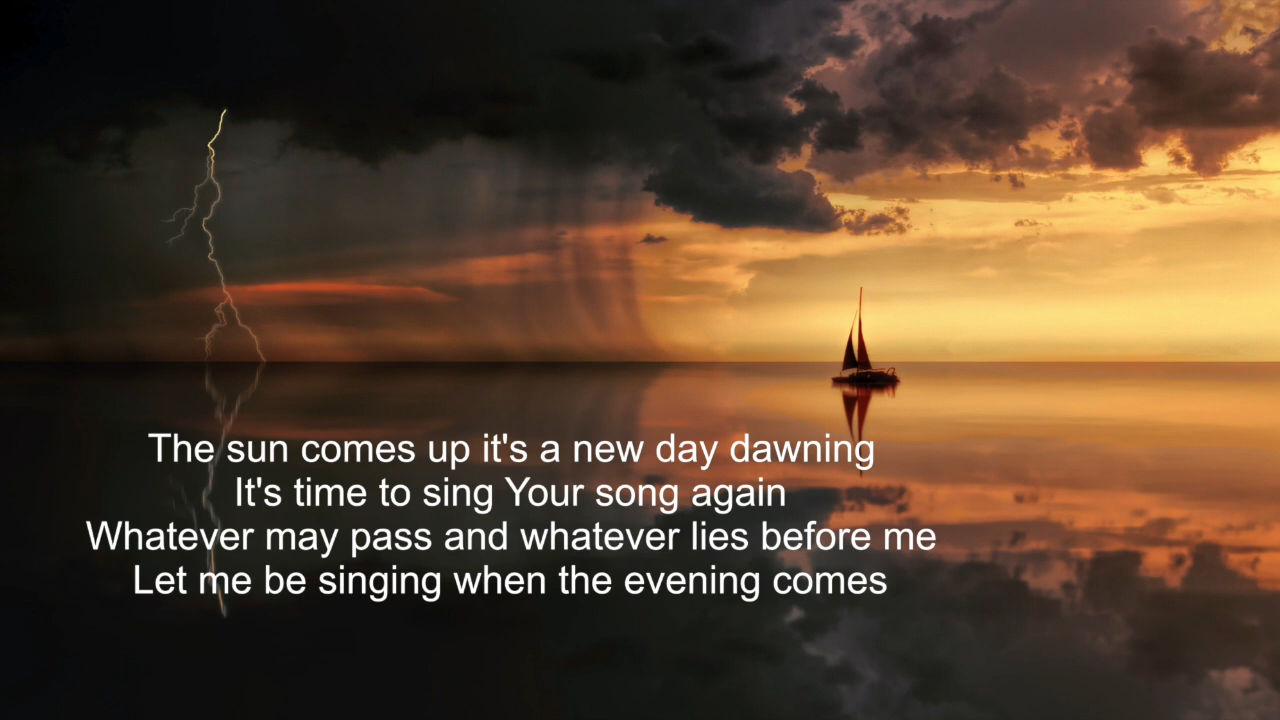 The sun comes up it's a new day dawning
It's time to sing Your song again
Whatever may pass and whatever lies before me
Let me be singing when the evening comes